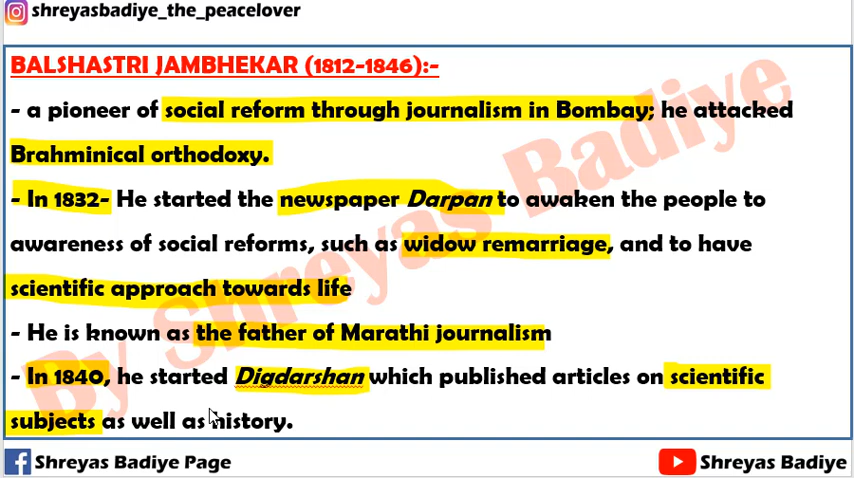 shreyasbadiye_the_peacelover
BALSHASTRI JAMBHEKAR (1812-1846):-
- a pioneer of social reform through journalism in Bombay; he attacked
Brahminical orthodoxy.
- In 1832- He started the newspaper Darpan to awaken the people to
awareness of social reforms, such as widow remarriage, and to have
scientific approach towards life
- He is known as the father of Marathi journalism
- In 1840, he started Digdarshan which published articles on scientific
subjects as well as history.
By Shreyas Badiye
Shreyas Badiye Page
Shreyas Badiye